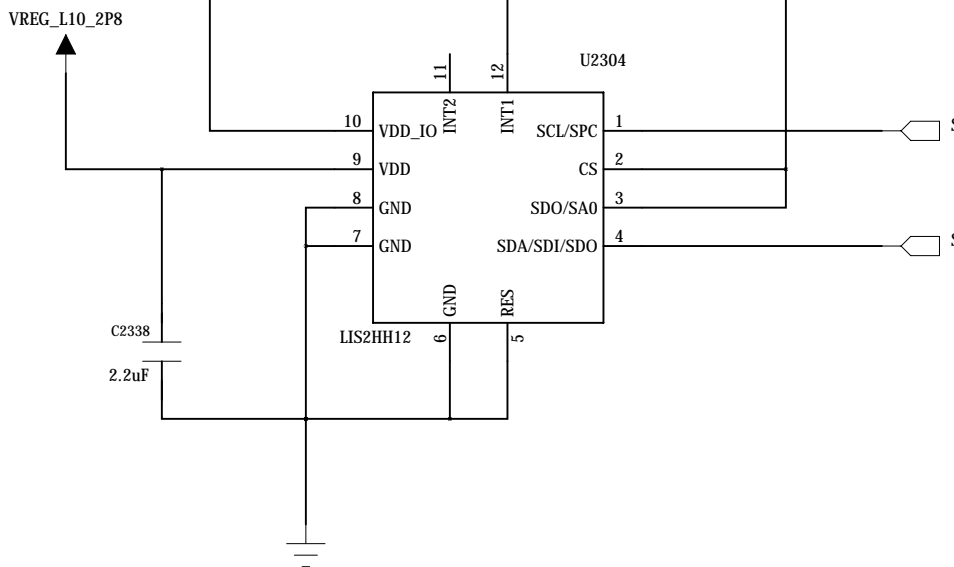 VREG_L10_2P8
U2304
11
12
INT2
INT1
10
VDD_IO
SCL/SPC
1
S
9
VDD
CS
2
8
GND
SDO/SA0
3
7
GND
SDA/SDI/SDO
4
S
GND
RES
C2338
LIS2HH12
6
5
2.2uF